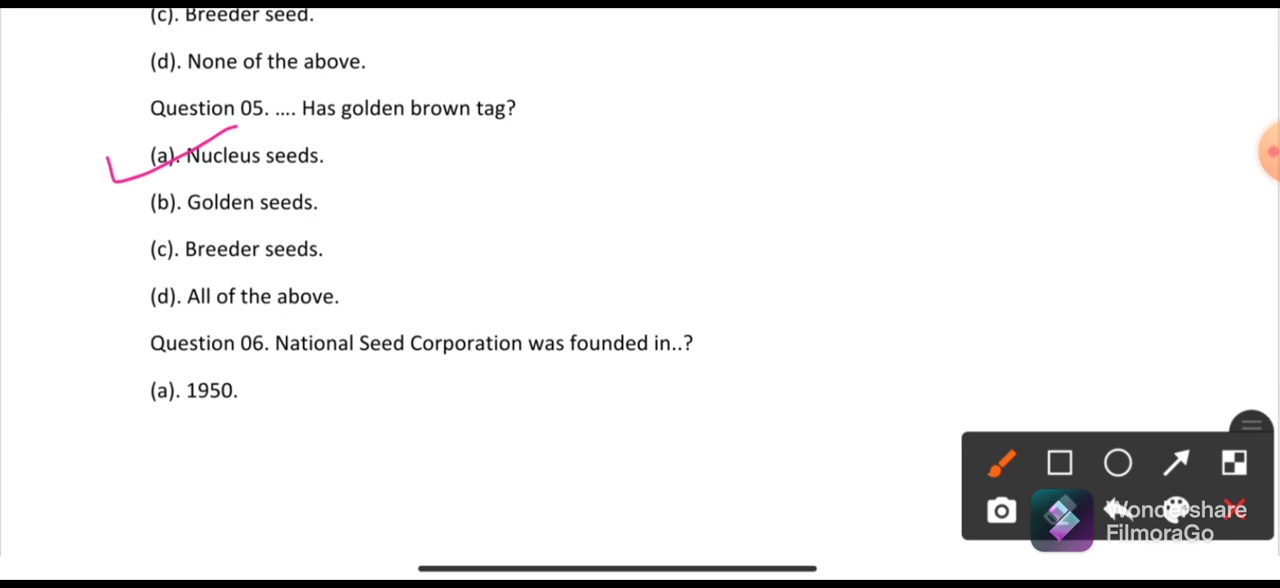 (c). Breeder seed.
(d). None of the above.
Question 05. .... Has golden brown tag?
(a). Nucleus seeds.
(b). Golden seeds.
(c). Breeder seeds.
(d). All of the above.
Question 06. National Seed Corporation was founded in..?
(a). 1950.
Wondershare
FilmoraGo